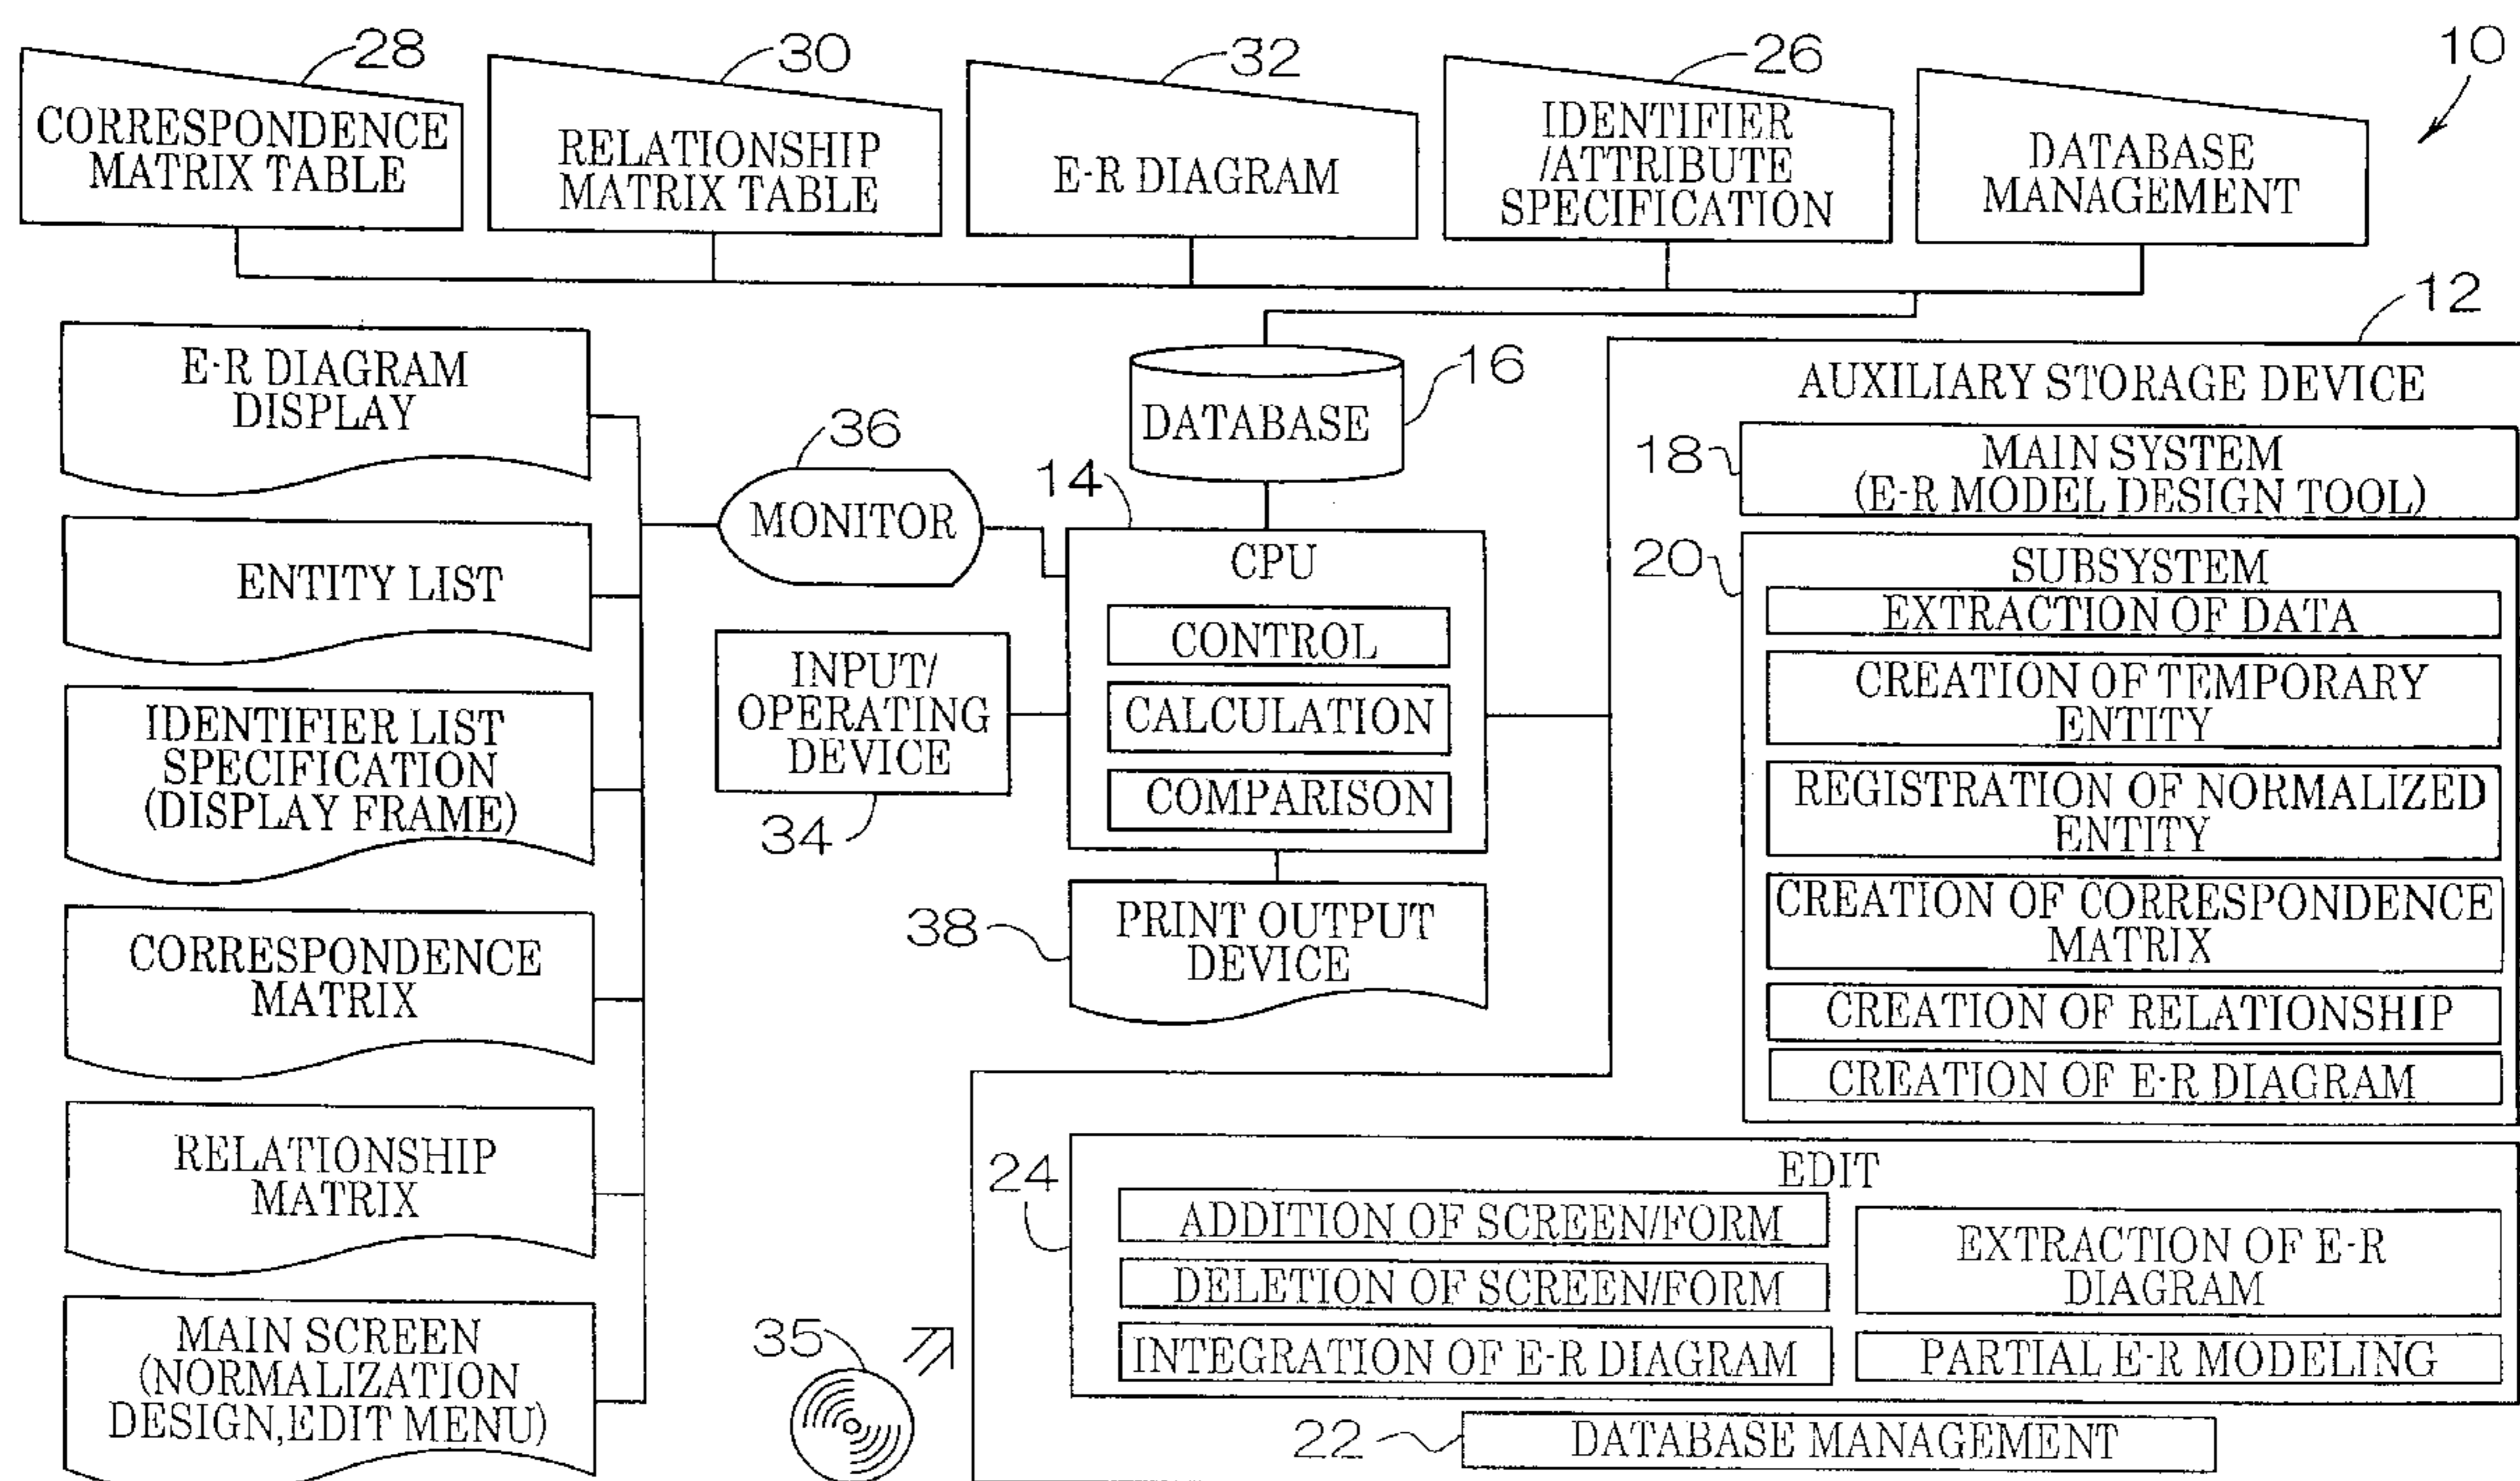 28
30
32
26
10
CORRESPONDENCE
MATRIX TABLE
RELATIONSHIP
MATRIX TABLE
E-R DIAGRAM
IDENTIFIER
/ATTRIBUTE
SPECIFICATION
DATABASE
MANAGEMENT
12
E-R DIAGRAM
DISPLAY
ENTITY LIST
IDENTIFIER LIST
SPECIFICATION
(DISPLAY FRAME)
CORRESPONDENCE
MATRIX
RELATIONSHIP
MATRIX
MAIN SCREEN
(NORMALIZATION
DESIGN,EDIT MENU)
36
MONITOR
INPUT/
OPERATING
DEVICE
34
16
DATABASE
14
CPU
CONTROL
CALCULATION
COMPARISON
38
PRINT OUTPUT
DEVICE
35
AUXILIARY STORAGE DEVICE
18
MAIN SYSTEM
(E-R MODEL DESIGN TOOL)
20
SUBSYSTEM
EXTRACTION OF DATA
CREATION OF TEMPORARY
ENTITY
REGISTRATION OF NORMALIZED
ENTITY
CREATION OF CORRESPONDENCE
MATRIX
CREATION OF RELATIONSHIP
CREATION OF E-R DIAGRAM
24
EDIT
ADDITION OF SCREEN/FORM
DELETION OF SCREEN/FORM
INTEGRATION OF E-R DIAGRAM
EXTRACTION OF E-R
DIAGRAM
PARTIAL E-R MODELING
22
DATABASE MANAGEMENT